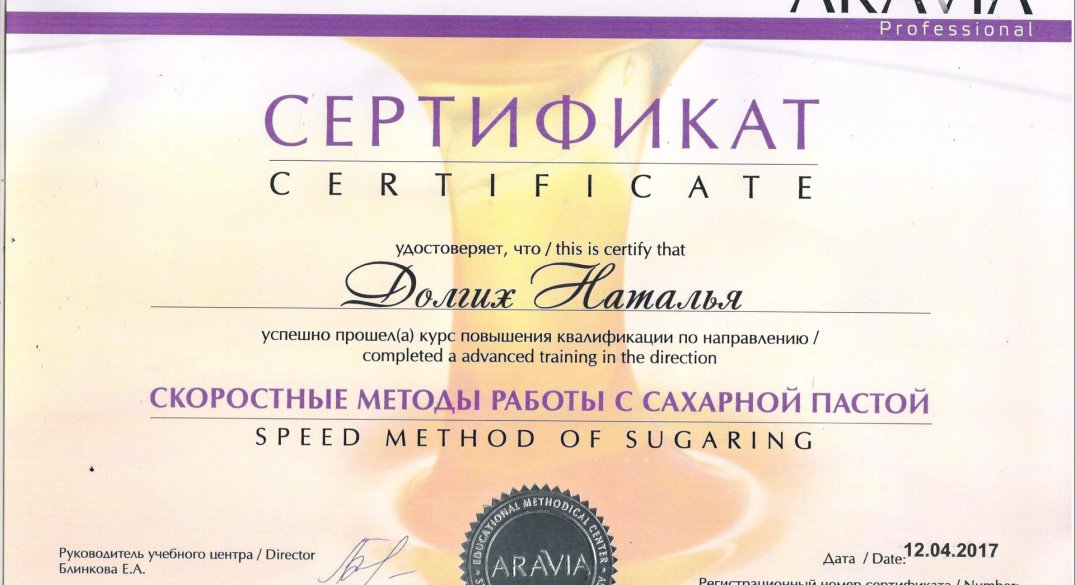 ARAVIA
Professional
СЕРТИФИКАТ
CERTIFICATE
удостоверяет, что / this is certify that
Долгих Наталья
успешно прошел(а) курс повышения квалификации по направлению /
completed a advanced training in the direction
СКОРОСТНЫЕ МЕТОДЫ РАБОТЫ С САХАРНОЙ ПАСТОЙ
SPEED METHOD OF SUGARING
EDUCATIONAL METHODICAL CENTER
ARAVIA
Руководитель учебного центра / Director
Блинкова Е.А.
Дата / Date: 12.04.2017
Регистрационный номер сертификата / Number: